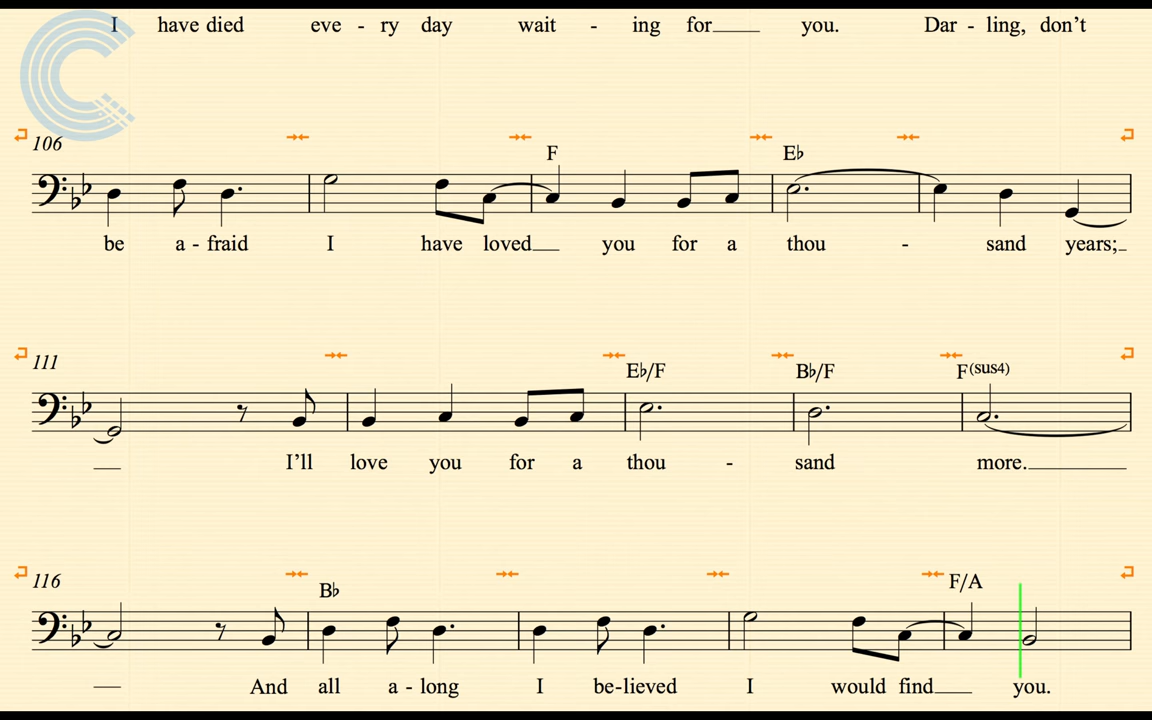 I have died eve - ry day wait - ing for you. Dar - ling, don't
106
F E♭
be a - fraid I have loved you for a thou - sand years;
111
E♭/F B♭/F F(sus4)
I'll love you for a thou - sand more.
116
B♭ F/A
And all a - long I be - lieved I would find you.